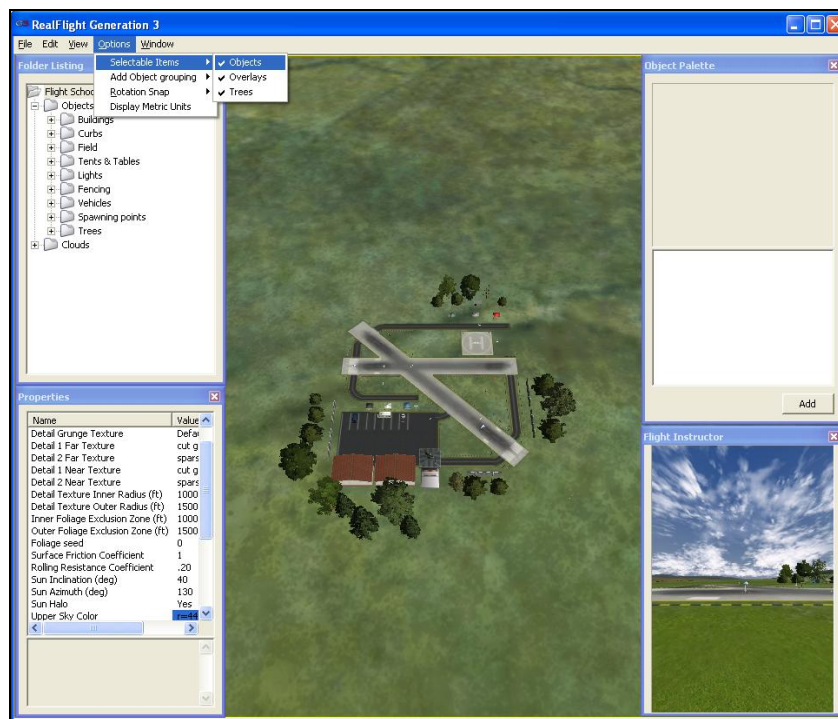 RealFlight Generation 3
File Edit View Options Window
Folder Listing
Selectable Items
Add Object grouping
Rotation Snap
Display Metric Units
Objects
Overlays
Trees
Flight Schoo
Objects
Buildings
Curbs
Field
Tents & Tables
Lights
Fencing
Vehicles
Spawning points
Trees
Clouds
Properties
Name Value
Detail Grunge Texture Defau
Detail 1 Far Texture cut g
Detail 2 Far Texture spars
Detail 1 Near Texture cut g
Detail 2 Near Texture spars
Detail Texture Inner Radius (ft) 1000
Detail Texture Outer Radius (ft) 1500
Inner Foliage Exclusion Zone (ft) 1000
Outer Foliage Exclusion Zone (ft) 1500
Foliage seed 0
Surface Friction Coefficient 1
Rolling Resistance Coefficient .20
Sun Inclination (deg) 40
Sun Azimuth (deg) 130
Sun Halo Yes
Upper Sky Color r=44
H
Object Palette
Add
Flight Instructor